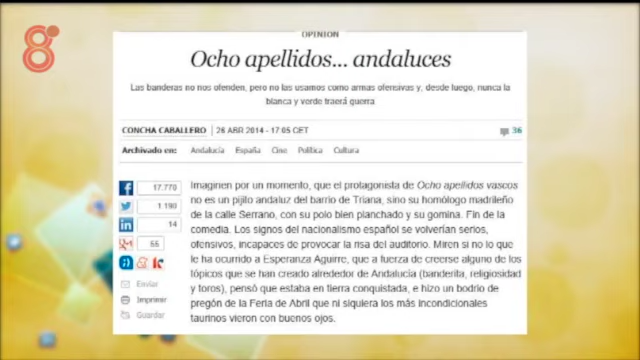 8
OPINIÓN
Ocho apellidos... andaluces
Las banderas no nos ofenden, pero no las usamos como armas ofensivas y, desde luego, nunca la
blanca y verde traerá guerra
CONCHA CABALLERO | 26 ABR 2014 - 17:05 CET
36
Archivado en: Andalucía España Cine Política Cultura
17.770
1.190
14
55
Enviar
Imprimir
Guardar
Imaginen por un momento, que el protagonista de Ocho apellidos vascos
no es un pijito andaluz del barrio de Triana, sino su homólogo madrileño
de la calle Serrano, con su polo bien planchado y su gomina. Fin de la
comedia. Los signos del nacionalismo español se volverían serios,
ofensivos, incapaces de provocar la risa del auditorio. Miren si no lo que
le ha ocurrido a Esperanza Aguirre, que a fuerza de creerse alguno de los
tópicos que se han creado alrededor de Andalucía (banderita, religiosidad
y toros), pensó que estaba en tierra conquistada, e hizo un bodrio de
pregón de la Feria de Abril que ni siquiera los más incondicionales
taurinos vieron con buenos ojos.